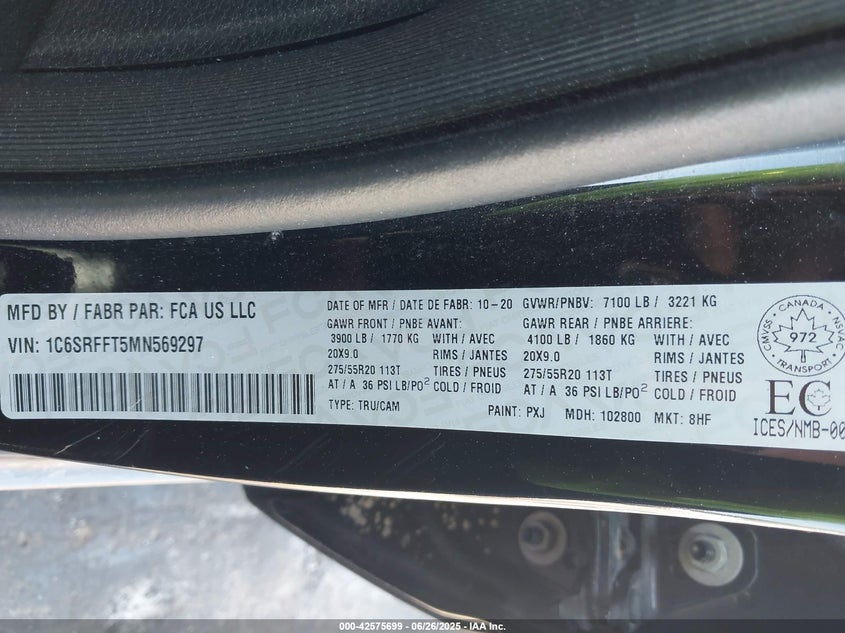 MFD BY / FABR PAR: FCA US LLC
VIN: 1C6SRFFT5MN569297
DATE OF MFR / DATE DE FABR: 10-20
GAWR FRONT / PNBE AVANT:
3900 LB / 1770 KG WITH / AVEC
20X9.0 RIMS / JANTES
275/55R20 113T TIRES / PNEUS
AT / A 36 PSI LB/PO² COLD / FROID
TYPE: TRU/CAM
GVWR/PNBV: 7100 LB / 3221 KG
GAWR REAR / PNBE ARRIERE:
4100 LB / 1860 KG WITH / AVEC
20X9.0 RIMS / JANTES
275/55R20 113T TIRES / PNEUS
AT / A 36 PSI LB/PO² COLD / FROID
PAINT: PXJ MDH: 102800 MKT: 8HF
CANADA
CMVSS 972 NSVAC
TRANSPORT
EC
ICES/NMB-00
000-42575699 - 06/26/2025 - IAA Inc.